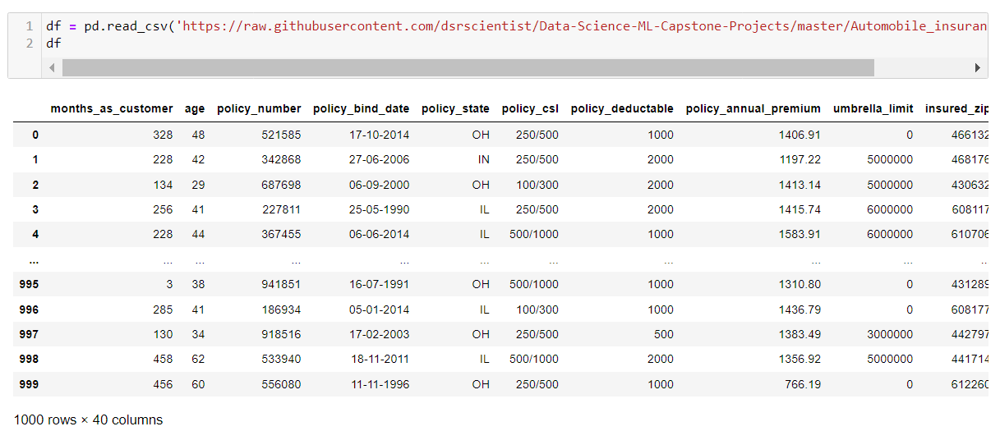 1 df = pd.read_csv('https://raw.githubusercontent.com/dsrscientist/Data-Science-ML-Capstone-Projects/master/Automobile_insuran
2 df
months_as_customer age policy_number policy_bind_date policy_state policy_csl policy_deductable policy_annual_premium umbrella_limit insured_zip
0 328 48 521585 17-10-2014 OH 250/500 1000 1406.91 0 466132
1 228 42 342868 27-06-2006 IN 250/500 2000 1197.22 5000000 468176
2 134 29 687698 06-09-2000 OH 100/300 2000 1413.14 5000000 430632
3 256 41 227811 25-05-1990 IL 250/500 2000 1415.74 6000000 608117
4 228 44 367455 06-06-2014 IL 500/1000 1000 1583.91 6000000 610706
... ... ... ... ... ... ... ... ... ... ..
995 3 38 941851 16-07-1991 OH 500/1000 1000 1310.80 0 431289
996 285 41 186934 05-01-2014 IL 100/300 1000 1436.79 0 608177
997 130 34 918516 17-02-2003 OH 250/500 500 1383.49 3000000 442797
998 458 62 533940 18-11-2011 IL 500/1000 2000 1356.92 5000000 441714
999 456 60 556080 11-11-1996 OH 250/500 1000 766.19 0 612260
1000 rows × 40 columns